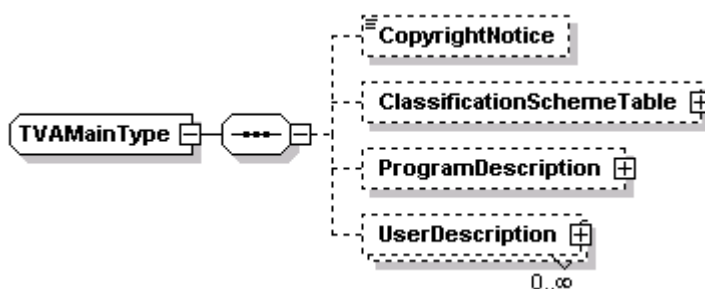 CopyrightNotice
ClassificationSchemeTable
TVAMainType
ProgramDescription
UserDescription
0..∞